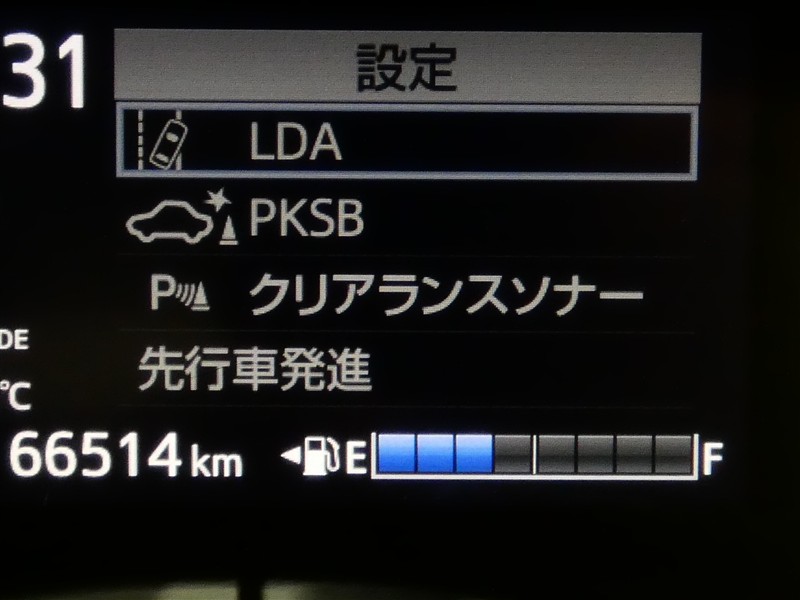 31
設定
LDA
PKSB
P クリアランスソナー
先行車発進
DE
℃
66514 km E F